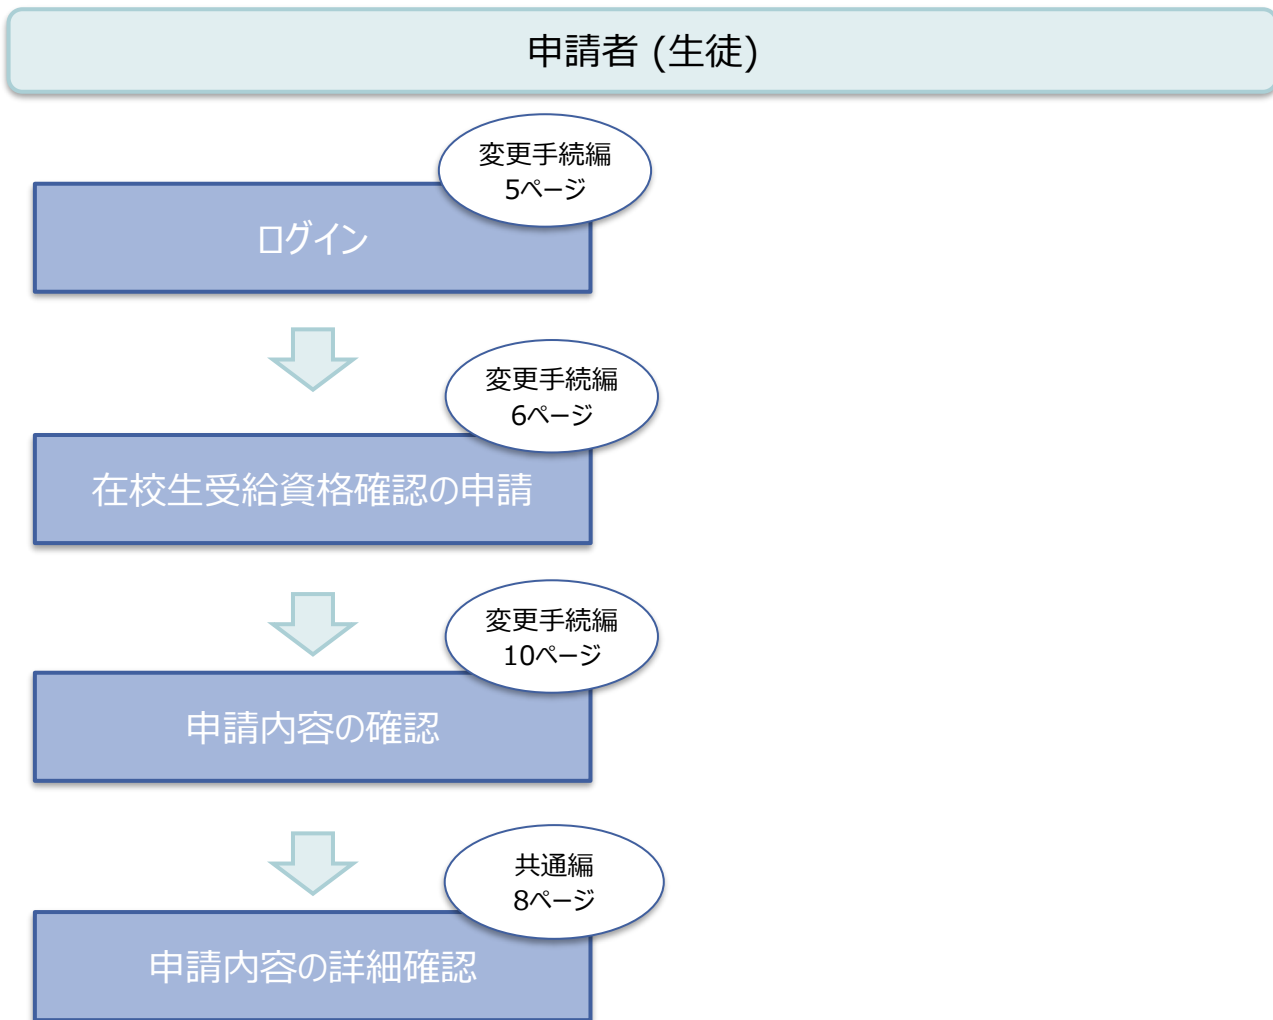 申請者 (生徒)
変更手続編
5ページ
ログイン
変更手続編
6ページ
在校生受給資格確認の申請
変更手続編
10ページ
申請内容の確認
共通編
8ページ
申請内容の詳細確認